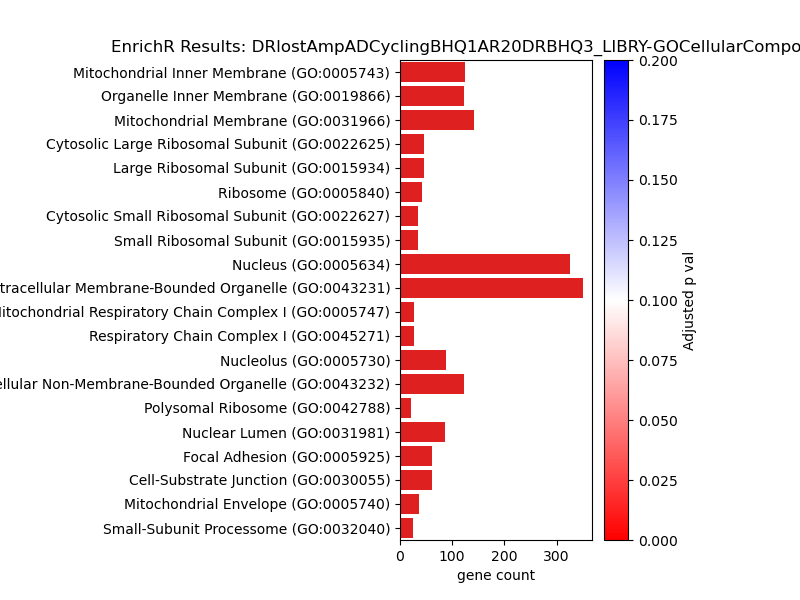 EnrichR Results: DRlostAmpADCyclingBHQ1AR20DRBHQ3_LIBRY-GOCellularCompo
Mitochondrial Inner Membrane (GO:0005743)
Organelle Inner Membrane (GO:0019866)
Mitochondrial Membrane (GO:0031966)
Cytosolic Large Ribosomal Subunit (GO:0022625)
Large Ribosomal Subunit (GO:0015934)
Ribosome (GO:0005840)
Cytosolic Small Ribosomal Subunit (GO:0022627)
Small Ribosomal Subunit (GO:0015935)
Nucleus (GO:0005634)
tracellular Membrane-Bounded Organelle (GO:0043231)
itochondrial Respiratory Chain Complex I (GO:0005747)
Respiratory Chain Complex I (GO:0045271)
Nucleolus (GO:0005730)
ellular Non-Membrane-Bounded Organelle (GO:0043232)
Polysomal Ribosome (GO:0042788)
Nuclear Lumen (GO:0031981)
Focal Adhesion (GO:0005925)
Cell-Substrate Junction (GO:0030055)
Mitochondrial Envelope (GO:0005740)
Small-Subunit Processome (GO:0032040)
0 100 200 300
gene count
0.200
0.175
0.150
0.125
0.100
0.075
0.050
0.025
0.000
Adjusted p val